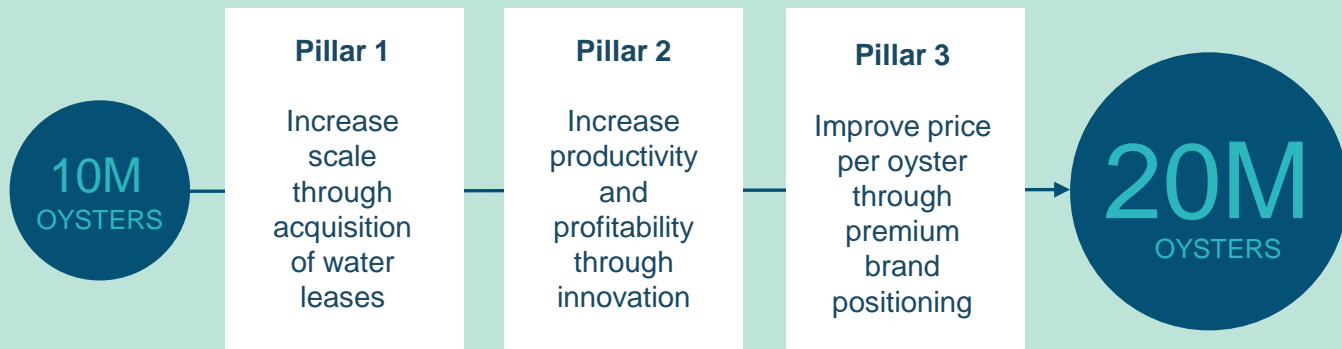 10M
OYSTERS
Pillar 1
Increase
scale
through
acquisition
of water
leases
Pillar 2
Increase
productivity
and
profitability
through
innovation
Pillar 3
Improve price
per oyster
through
premium
brand
positioning
20M
OYSTERS